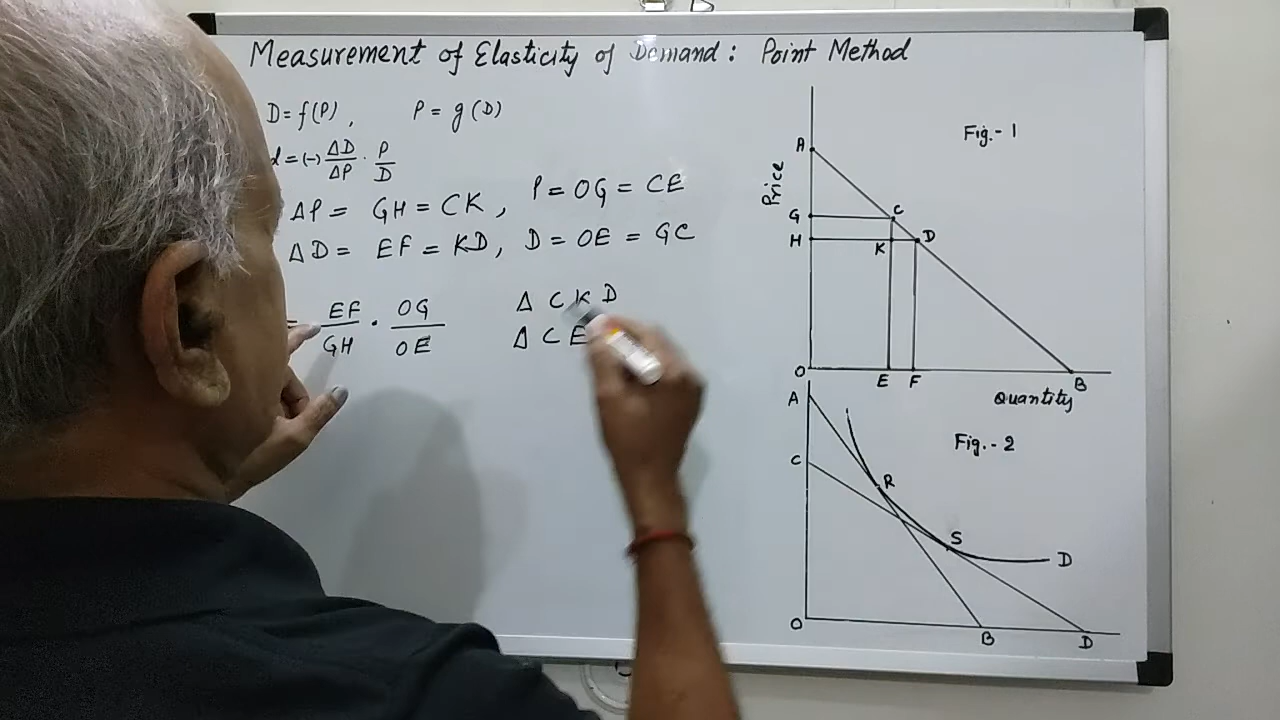 Measurement of Elasticity of Demand : Point Method
D = f(P) , P = g(D)
d = (-) ΔD/ΔP · P/D
ΔP = GH = CK , P = OG = CE
ΔD = EF = KD , D = OE = GC
= EF/GH · OG/OE
Δ CKD
Δ CE
Fig.- 1
Price
A
G
C
H
K
D
O
E
F
B
Quantity
Fig.- 2
A
C
R
S
D
O
B
D